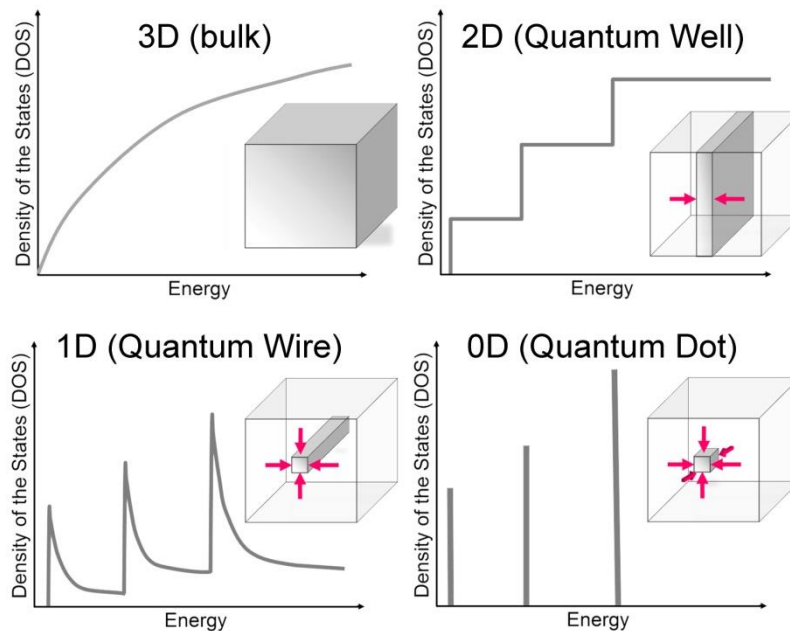 3D (bulk)
Density of the States (DOS)
Energy
2D (Quantum Well)
Density of the States (DOS)
Energy
1D (Quantum Wire)
Density of the States (DOS)
Energy
0D (Quantum Dot)
Density of the States (DOS)
Energy